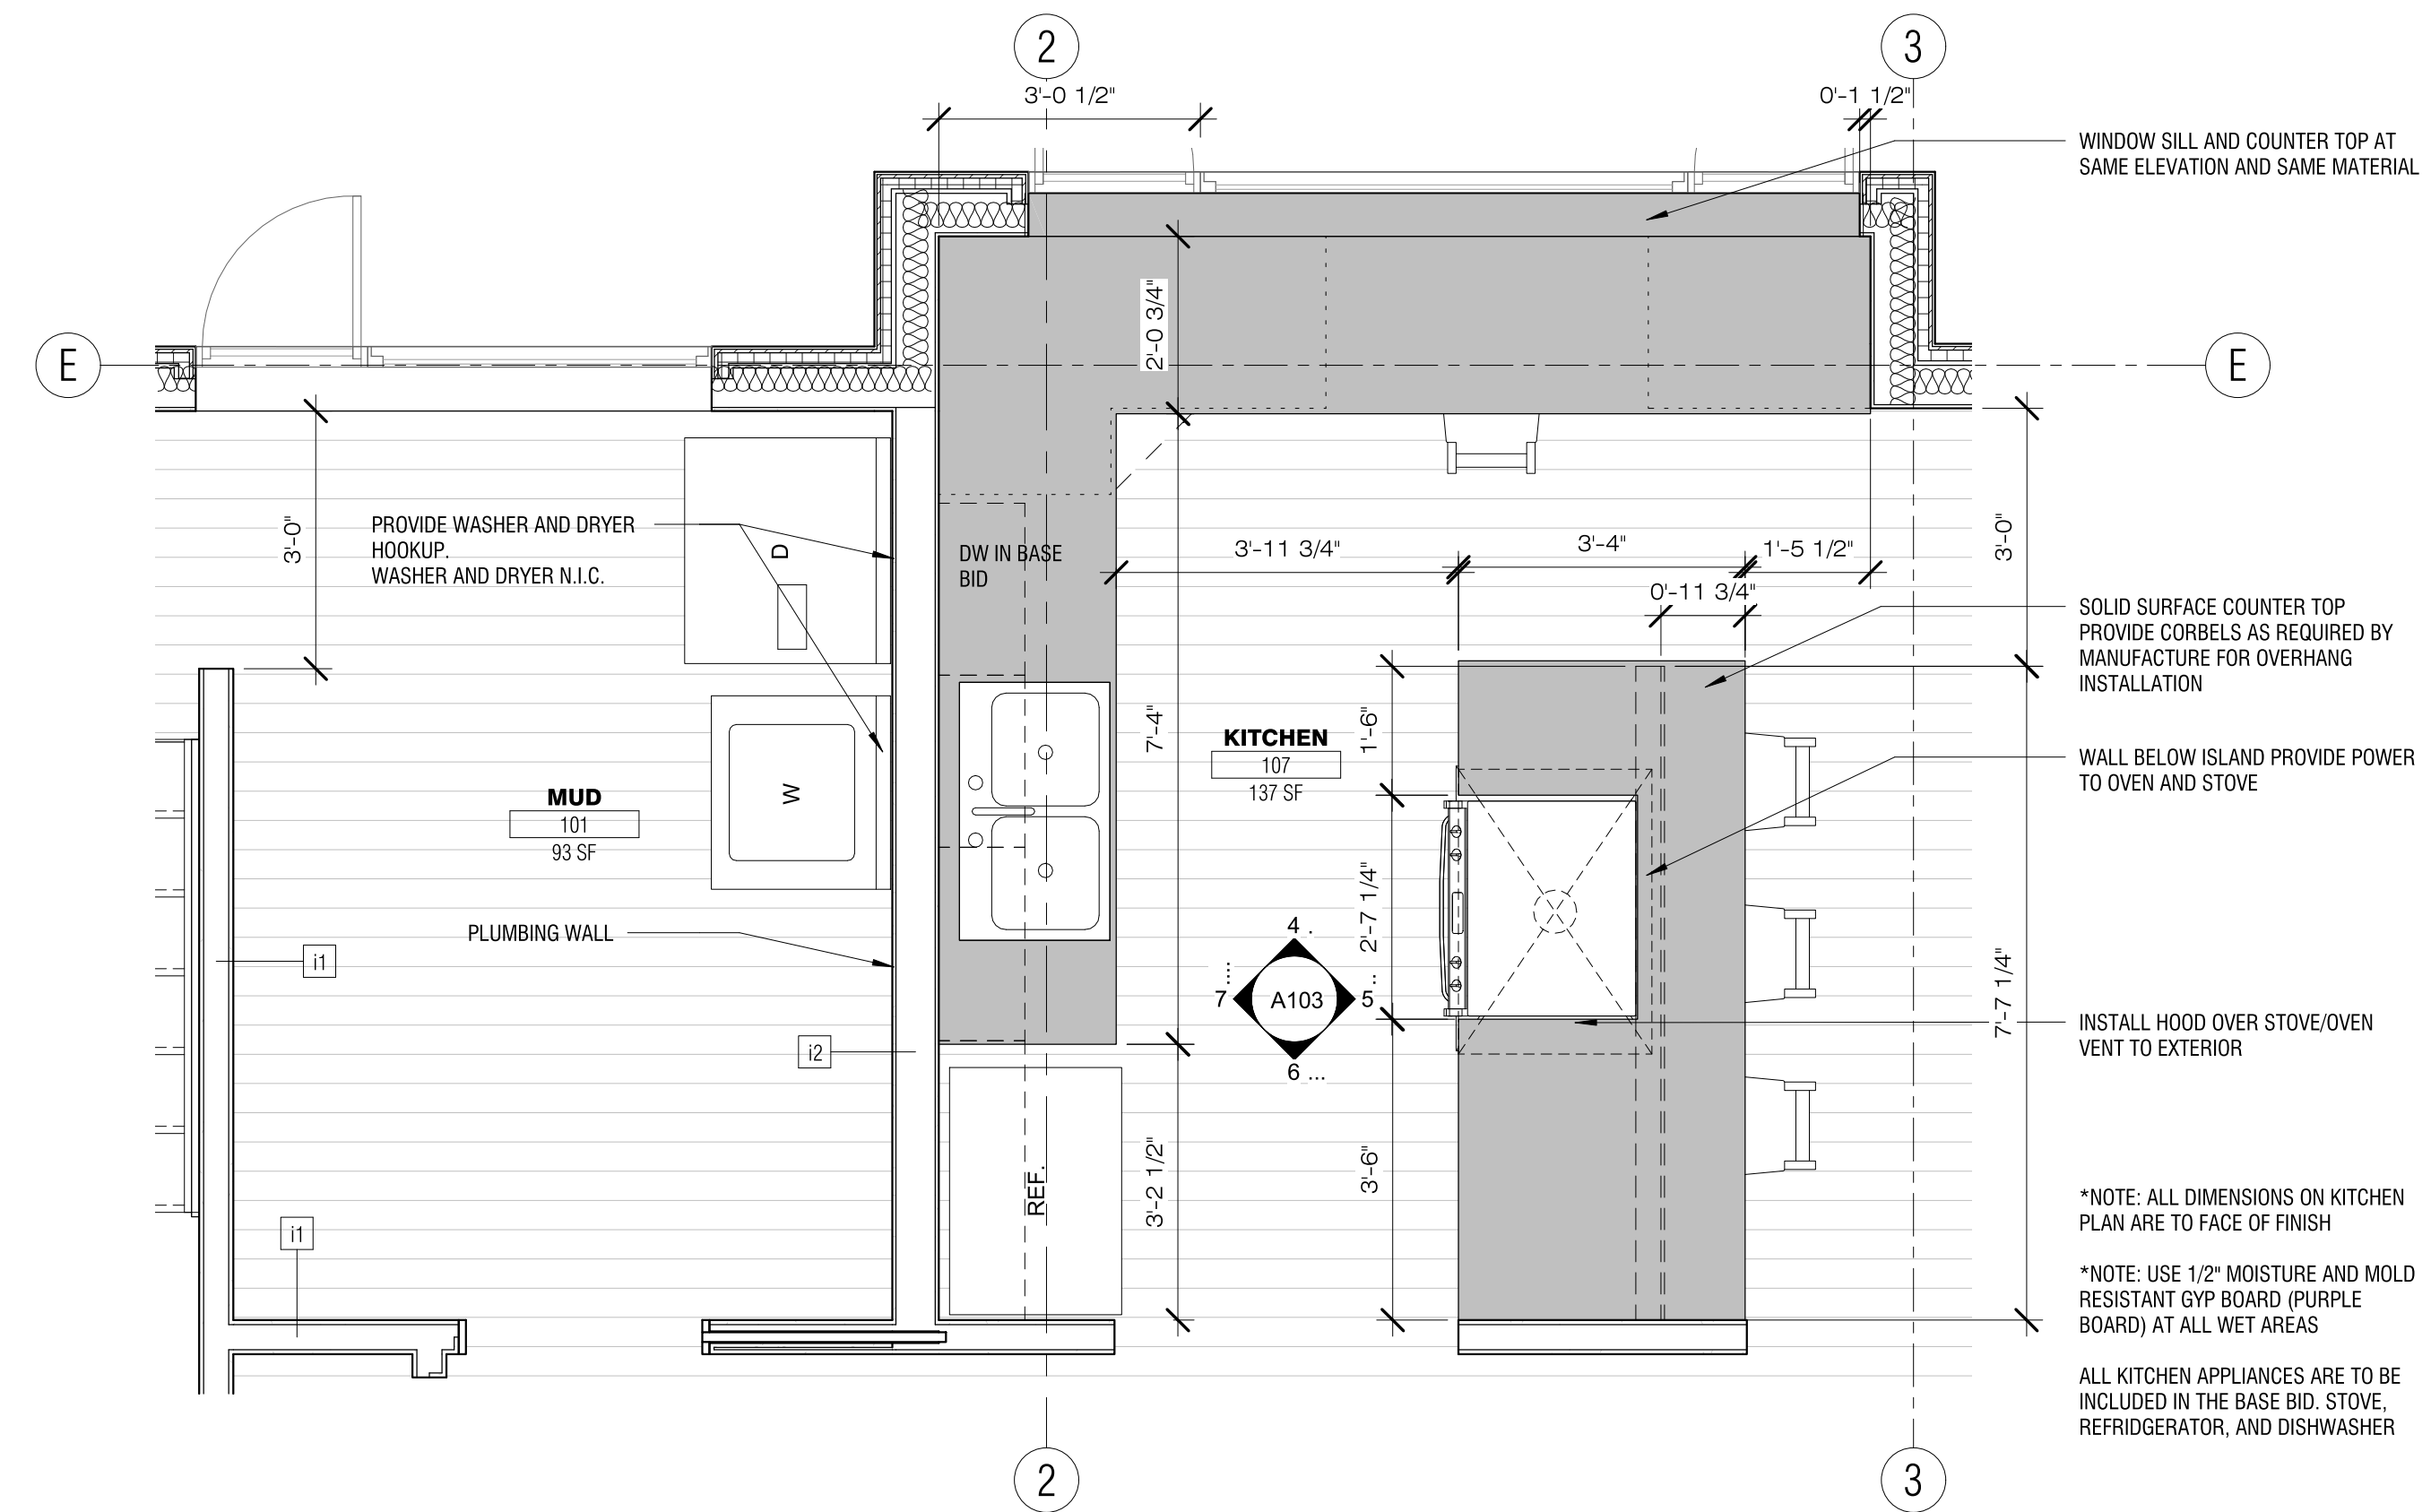 2
3
3'-0 1/2"
0'-1 1/2"
WINDOW SILL AND COUNTER TOP AT
SAME ELEVATION AND SAME MATERIAL
2'-0 3/4"
E
E
3'-0"
PROVIDE WASHER AND DRYER
HOOKUP.
WASHER AND DRYER N.I.C.
D
DW IN BASE
BID
3'-11 3/4"
3'-4"
1'-5 1/2"
0'-11 3/4"
3'-0"
SOLID SURFACE COUNTER TOP
PROVIDE CORBELS AS REQUIRED BY
MANUFACTURE FOR OVERHANG
INSTALLATION
7'-4"
KITCHEN
107
137 SF
1'-6"
WALL BELOW ISLAND PROVIDE POWER
TO OVEN AND STOVE
MUD
101
93 SF
W
PLUMBING WALL
i1
2'-7 1/4"
4 .
7 ....
A103
5 ..
6 ...
7'-7 1/4"
INSTALL HOOD OVER STOVE/OVEN
VENT TO EXTERIOR
i2
REF.
3'-2 1/2"
3'-6"
i1
*NOTE: ALL DIMENSIONS ON KITCHEN
PLAN ARE TO FACE OF FINISH
*NOTE: USE 1/2" MOISTURE AND MOLD
RESISTANT GYP BOARD (PURPLE
BOARD) AT ALL WET AREAS
ALL KITCHEN APPLIANCES ARE TO BE
INCLUDED IN THE BASE BID. STOVE,
REFRIDGERATOR, AND DISHWASHER
2
3